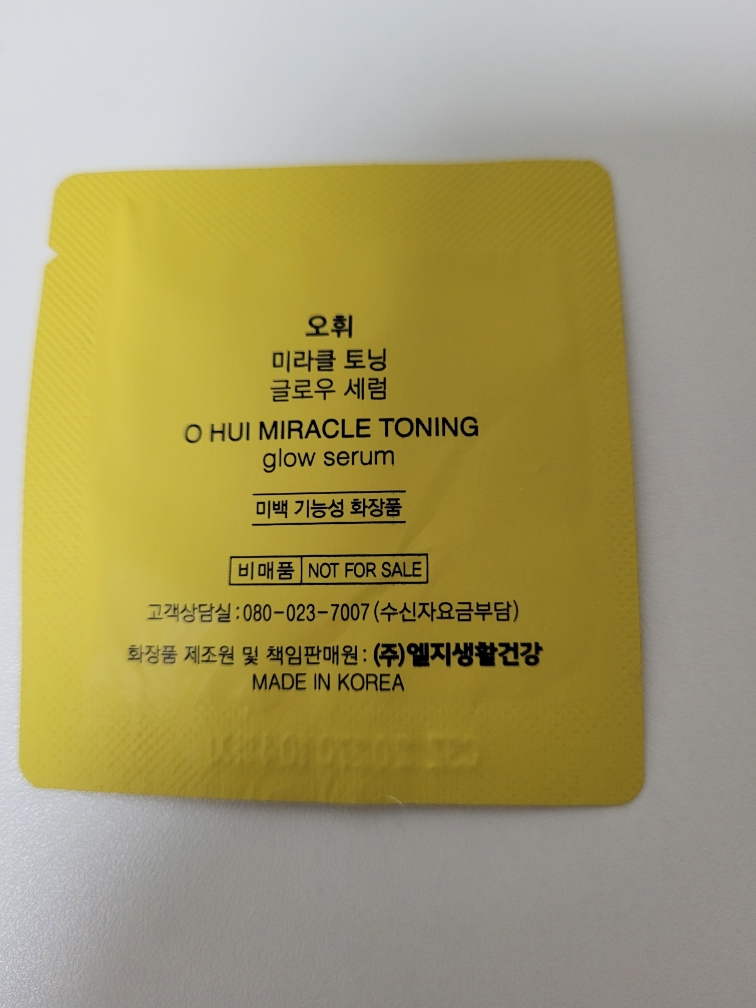 오휘
미라클 토닝
글로우 세럼
O HUI MIRACLE TONING
glow serum
미백 기능성 화장품
비매품 NOT FOR SALE
고객상담실:080-023-7007(수신자요금부담)
화장품 제조원 및 책임판매원: (주)엘지생활건강
MADE IN KOREA